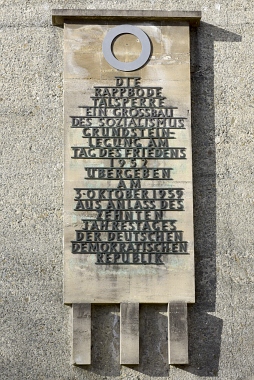 DIE
RAPPBODE
TALSPERRE
EIN GROSSBAU
DES SOZIALISMUS
GRUNDSTEIN-
LEGUNG AM
TAG DES FRIEDENS
1952
ÜBERGEBEN
AM
3.OKTOBER 1959
AUS ANLASS DES
ZEHNTEN
JAHRESTAGES
DER DEUTSCHEN
DEMOKRATISCHEN
REPUBLIK